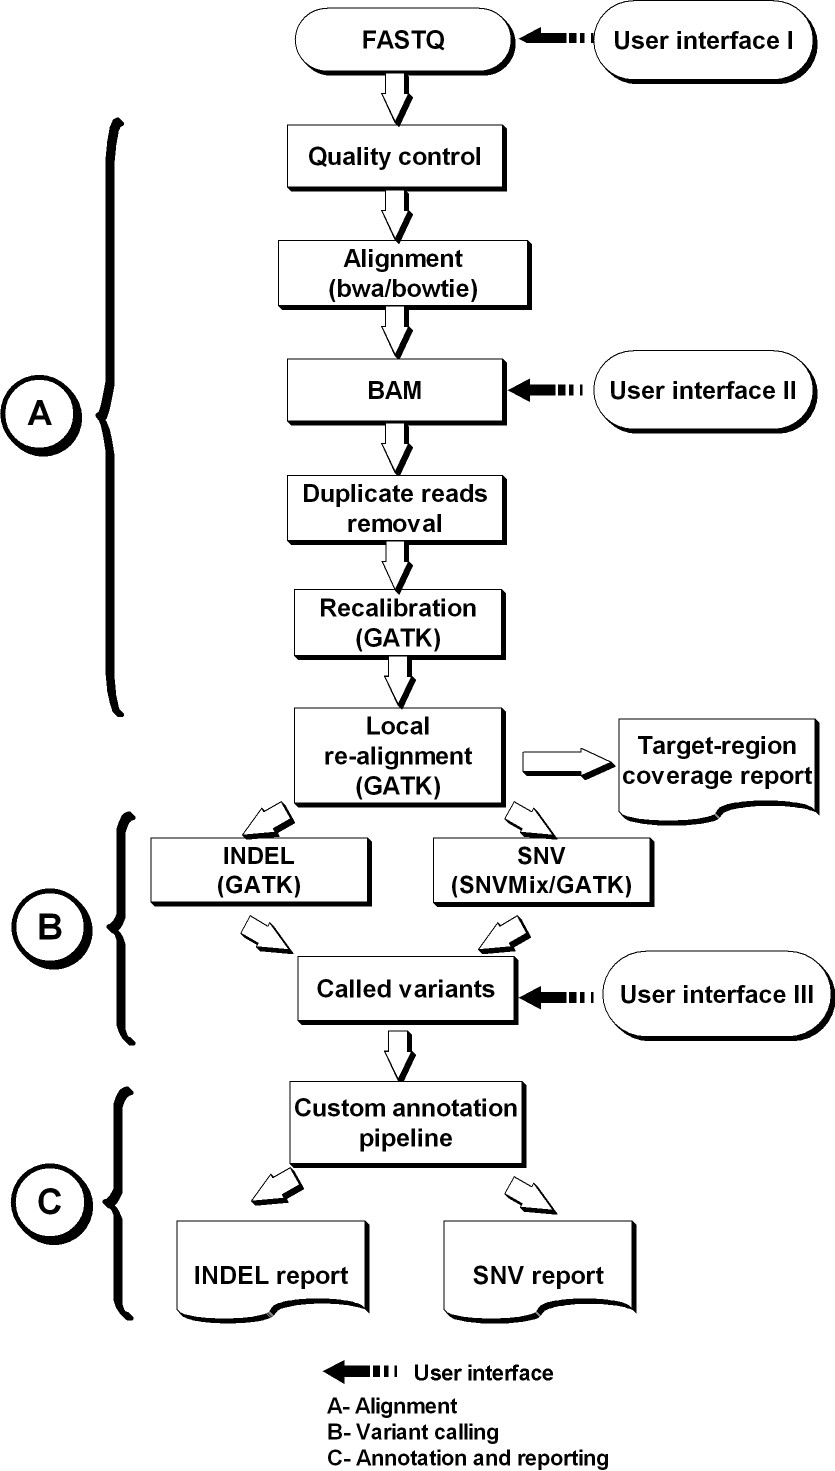 FASTQ
User interface I
Quality control
Alignment
(bwa/bowtie)
A
BAM
User interface II
Duplicate reads
removal
Recalibration
(GATK)
Local
re-alignment
(GATK)
Target-region
coverage report
INDEL
(GATK)
SNV
(SNVMix/GATK)
B
Called variants
User interface III
Custom annotation
pipeline
C
INDEL report
SNV report
User interface
A- Alignment
B- Variant calling
C- Annotation and reporting